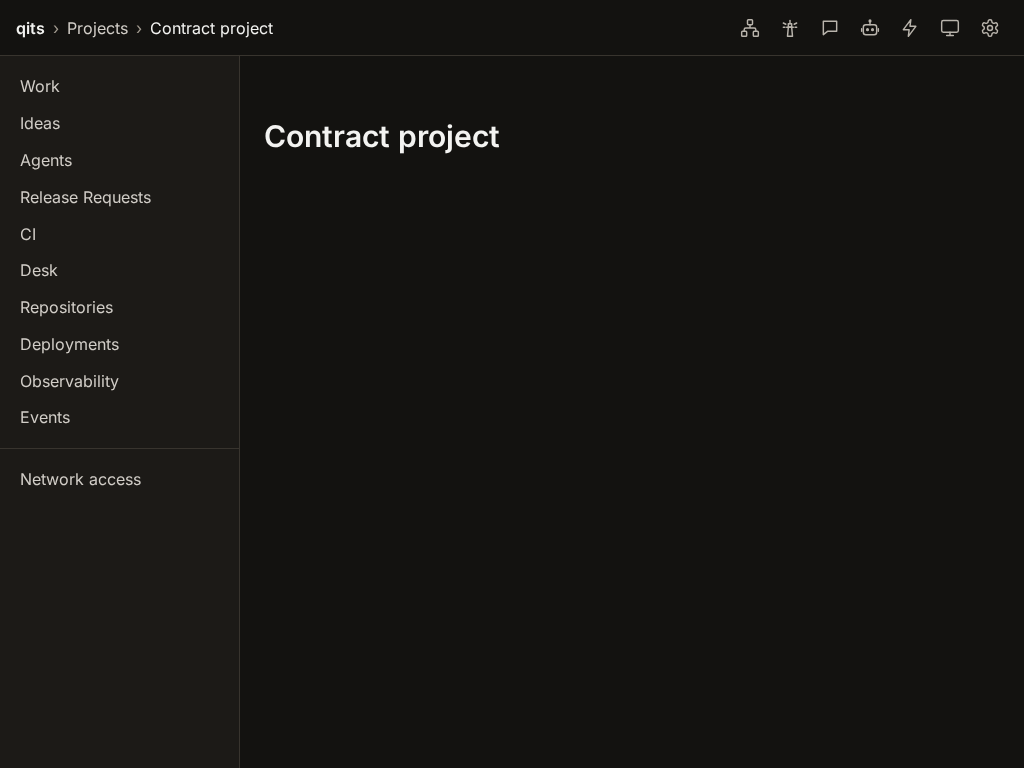 qits › Projects › Contract project
Work
Ideas
Agents
Release Requests
CI
Desk
Repositories
Deployments
Observability
Events
Network access
Contract project